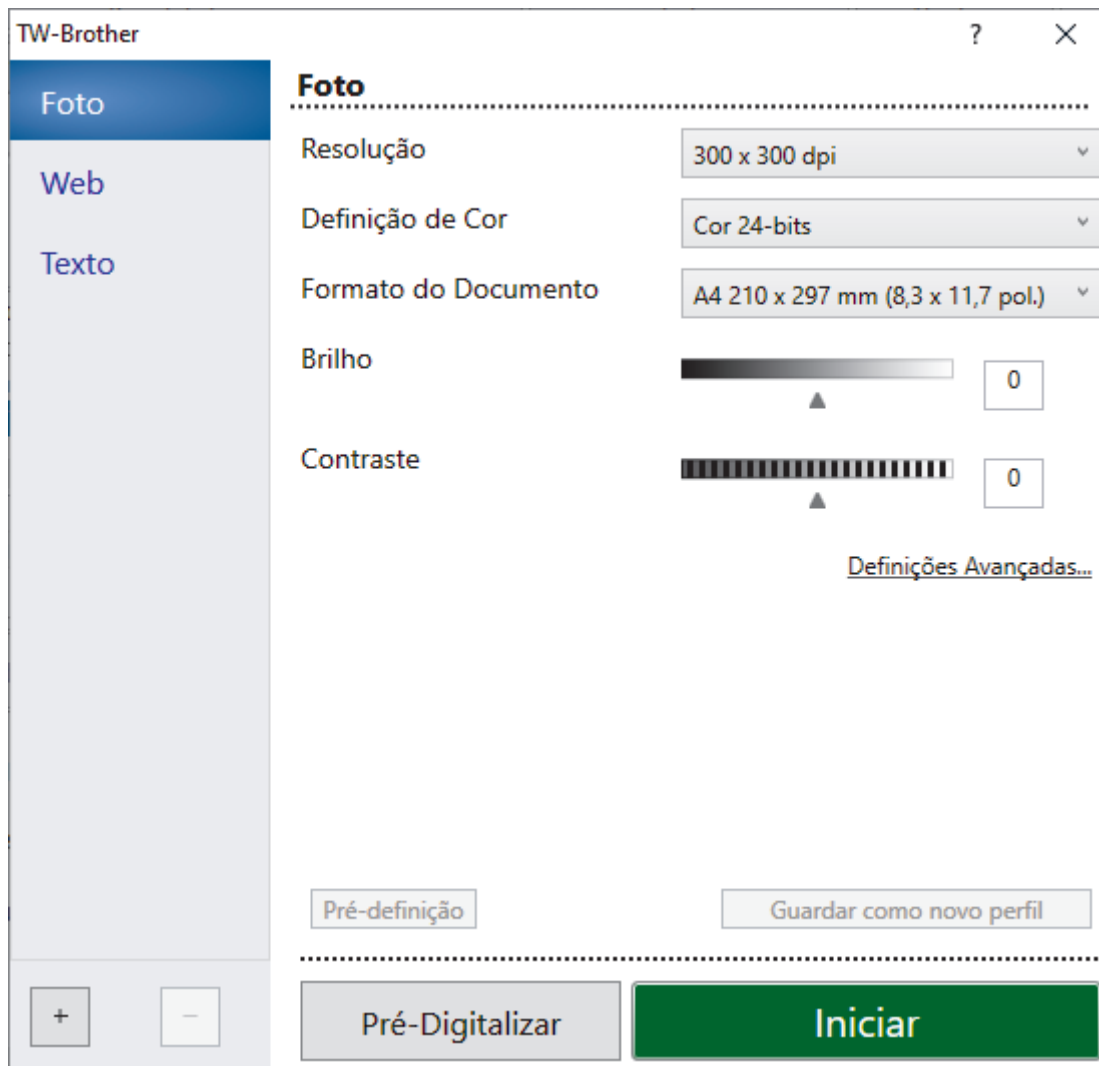 TW-Brother
?
Foto
Web
Texto
Foto
Resolução
300 x 300 dpi
Definição de Cor
Cor 24-bits
Formato do Documento
A4 210 x 297 mm (8,3 x 11,7 pol.)
Brilho
0
Contraste
0
Definições Avançadas...
Pré-definição
Guardar como novo perfil
+
−
Pré-Digitalizar
Iniciar